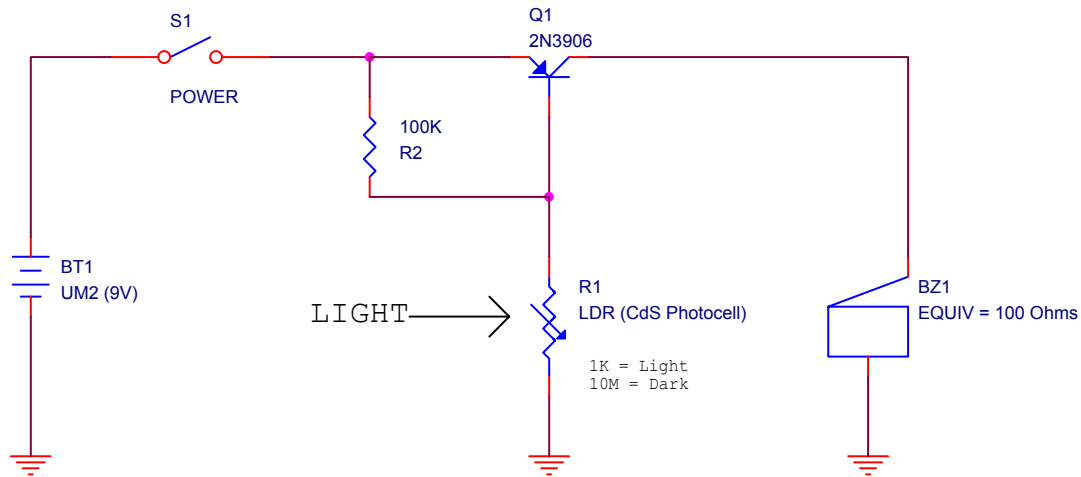 S1
POWER
Q1
2N3906
100K
R2
BT1
UM2 (9V)
LIGHT
R1
LDR (CdS Photocell)
1K = Light
10M = Dark
BZ1
EQUIV = 100 Ohms